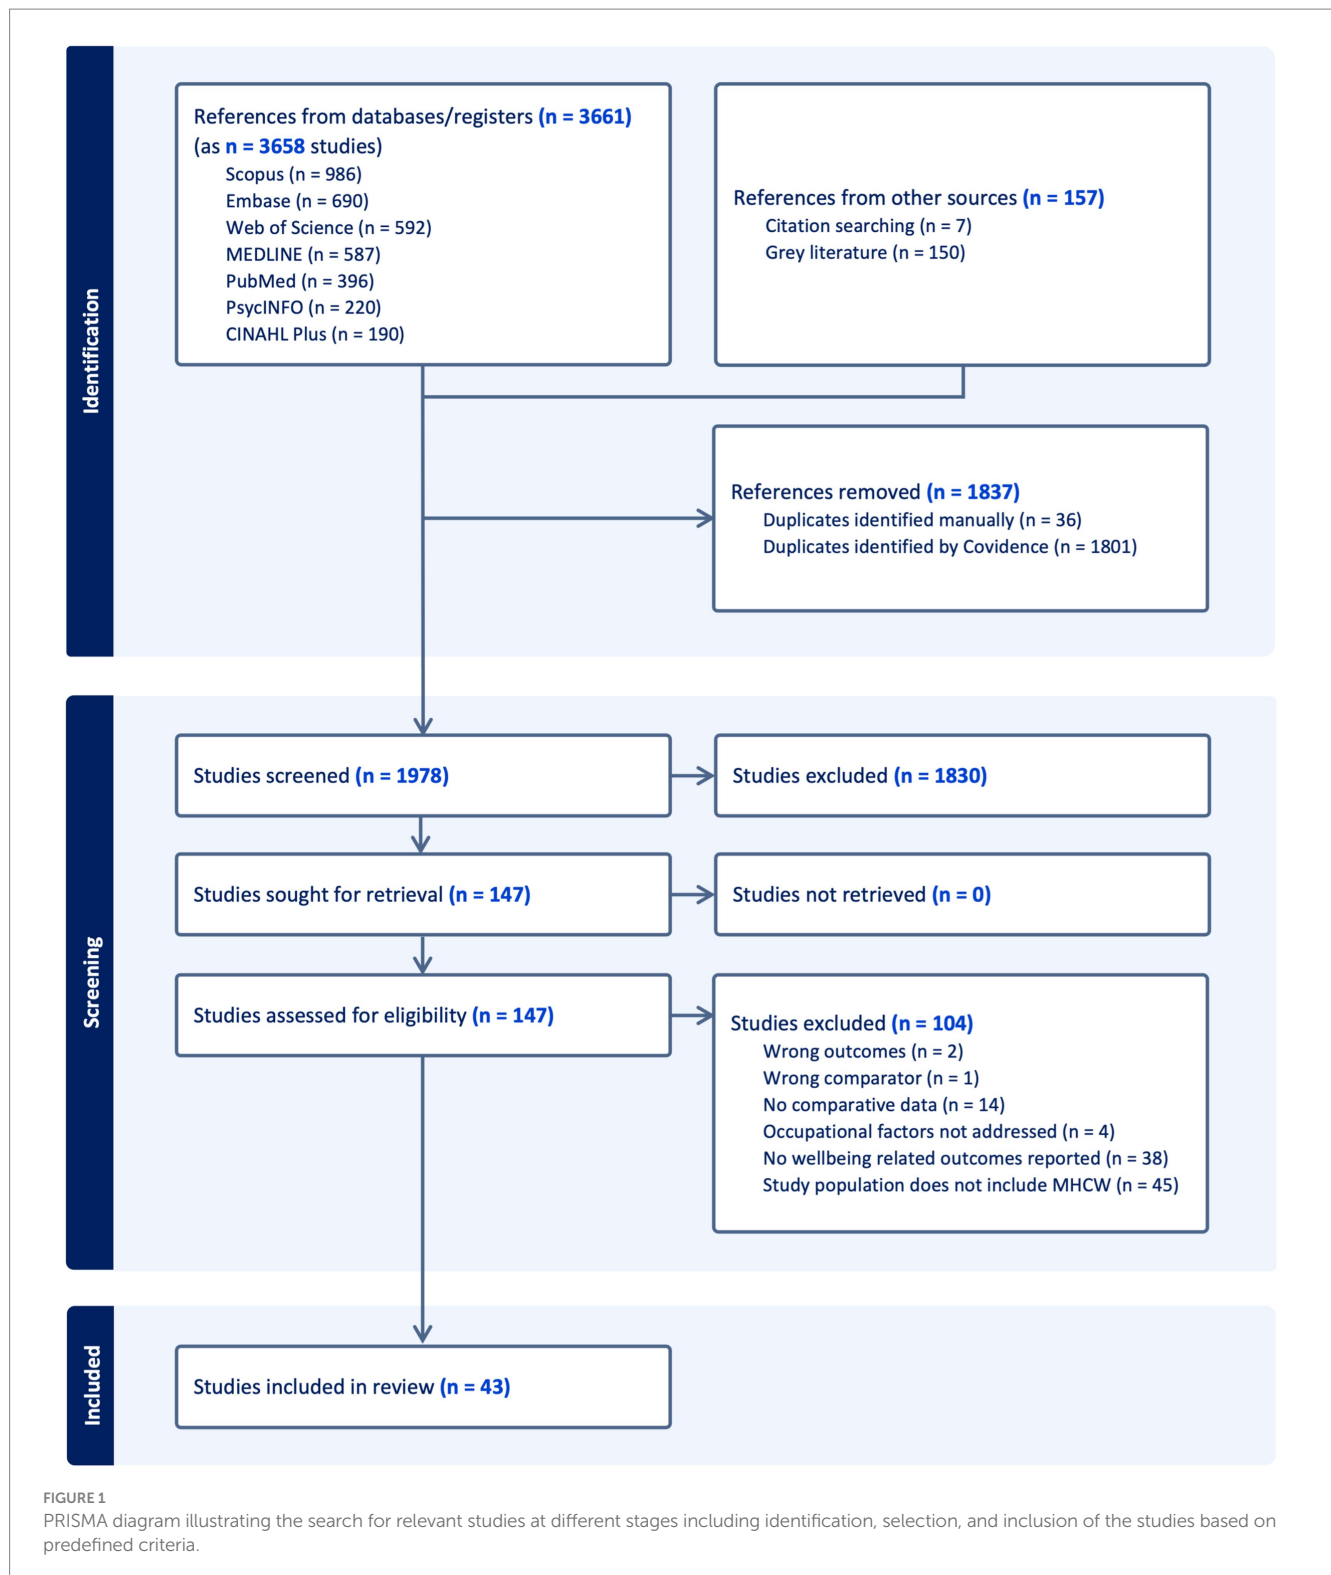 Identification
References from databases/registers (n = 3661)
(as n = 3658 studies)
Scopus (n = 986)
Embase (n = 690)
Web of Science (n = 592)
MEDLINE (n = 587)
PubMed (n = 396)
PsycINFO (n = 220)
CINAHL Plus (n = 190)
References from other sources (n = 157)
Citation searching (n = 7)
Grey literature (n = 150)
References removed (n = 1837)
Duplicates identified manually (n = 36)
Duplicates identified by Covidence (n = 1801)
Screening
Studies screened (n = 1978)
Studies excluded (n = 1830)
Studies sought for retrieval (n = 147)
Studies not retrieved (n = 0)
Studies assessed for eligibility (n = 147)
Studies excluded (n = 104)
Wrong outcomes (n = 2)
Wrong comparator (n = 1)
No comparative data (n = 14)
Occupational factors not addressed (n = 4)
No wellbeing related outcomes reported (n = 38)
Study population does not include MHCW (n = 45)
Included
Studies included in review (n = 43)
FIGURE 1
PRISMA diagram illustrating the search for relevant studies at different stages including identification, selection, and inclusion of the studies based on
predefined criteria.